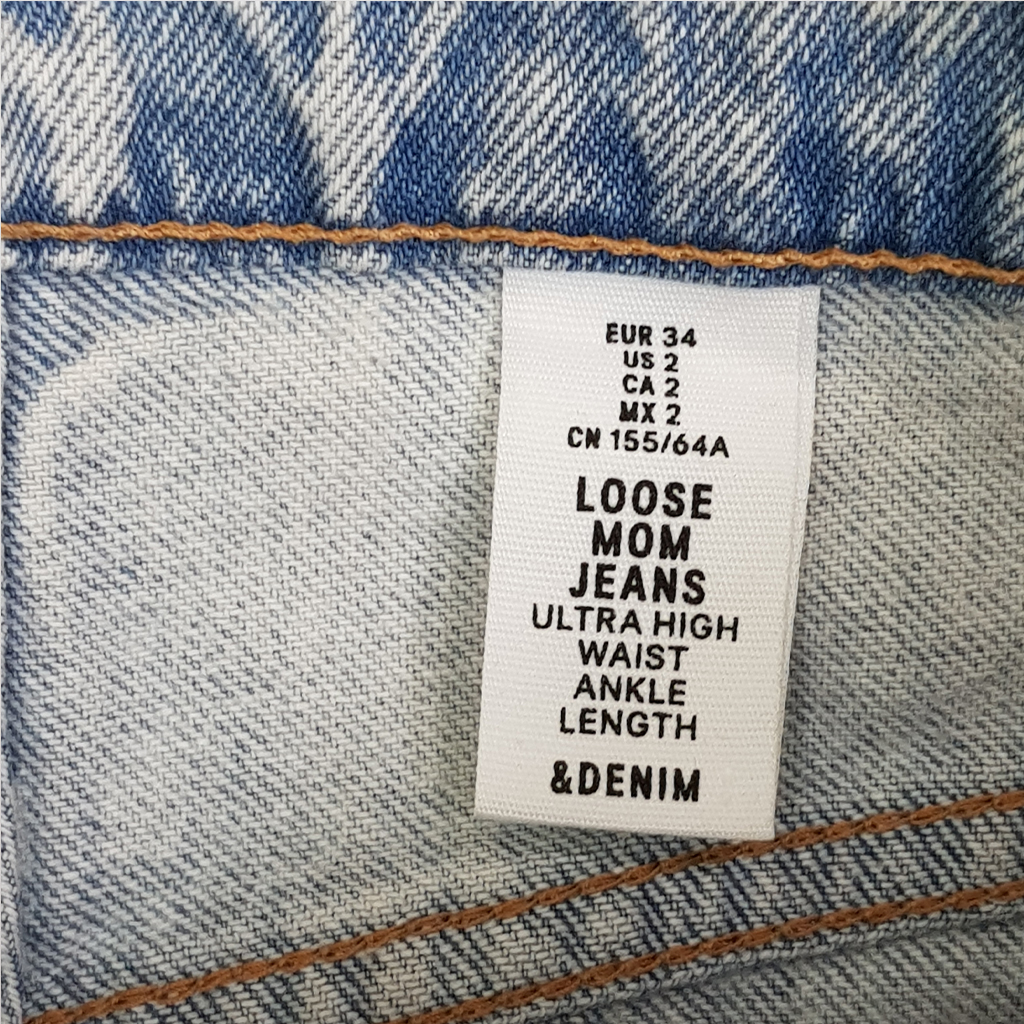 EUR 34
US 2
CA 2
MX 2
CN 155/64A
LOOSE
MOM
JEANS
ULTRA HIGH
WAIST
ANKLE
LENGTH
&DENIM